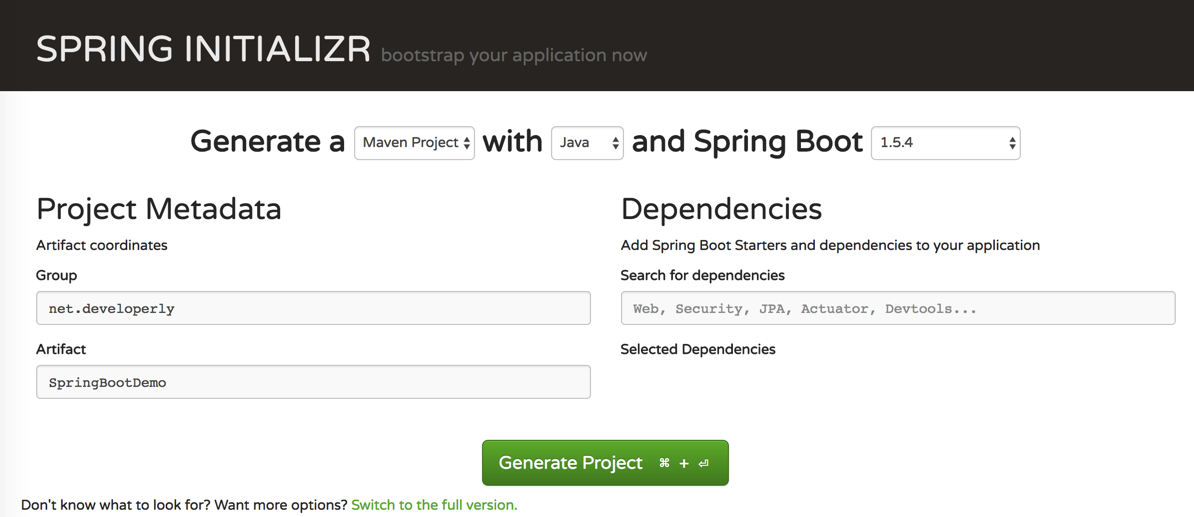 SPRING INITIALIZR bootstrap your application now
Generate a Maven Project with Java and Spring Boot 1.5.4
Project Metadata
Artifact coordinates
Group
net.developerly
Artifact
SpringBootDemo
Dependencies
Add Spring Boot Starters and dependencies to your application
Search for dependencies
Web, Security, JPA, Actuator, Devtools...
Selected Dependencies
Generate Project ⌘ + ⏎
Don't know what to look for? Want more options? Switch to the full version.